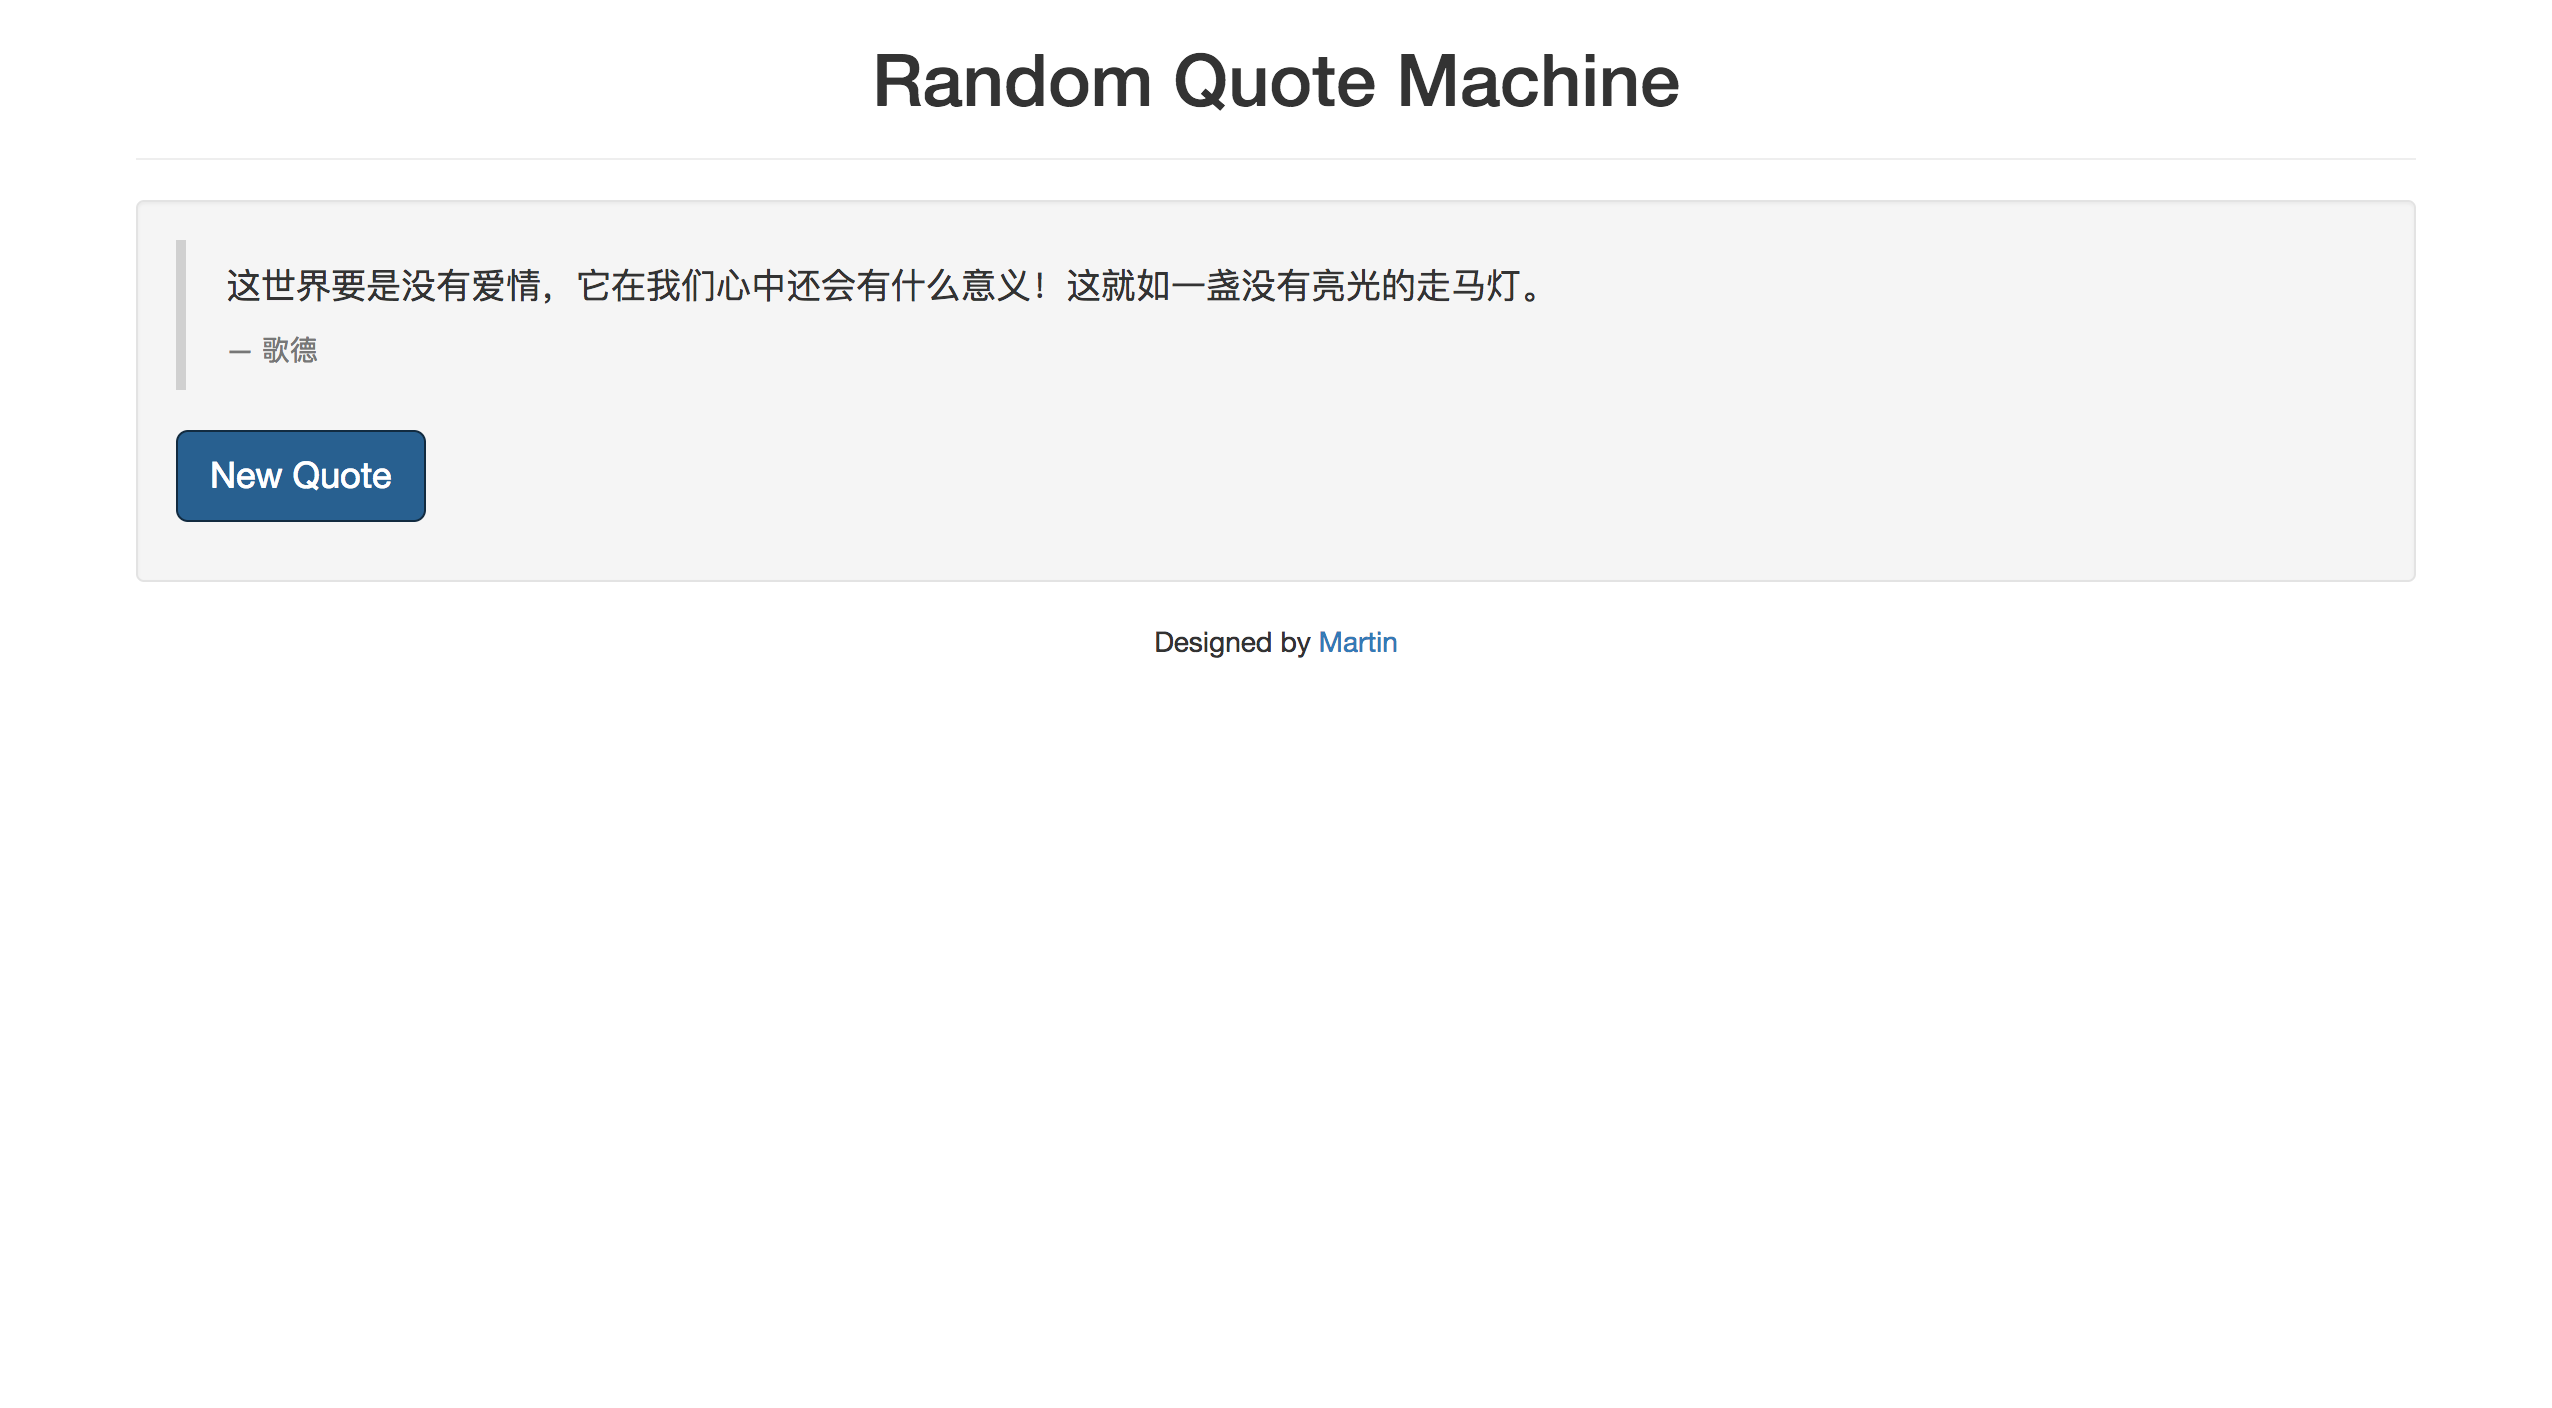 Random Quote Machine
这世界要是没有爱情，它在我们心中还会有什么意义！这就如一盏没有亮光的走马灯。
— 歌德
New Quote
Designed by Martin